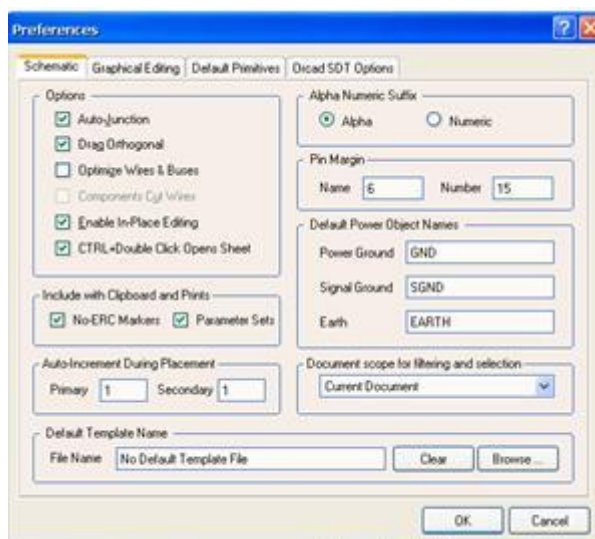 Preferences
Schematic Graphical Editing Default Primitives Orcad SDT Options
Options
Auto-Junction
Drag Orthogonal
Optimize Wires & Buses
Components Cut Wires
Enable In-Place Editing
CTRL+Double Click Opens Sheet
Include with Clipboard and Prints
No-ERC Markers Parameter Sets
Auto-Increment During Placement
Primary 1 Secondary 1
Alpha Numeric Suffix
Alpha Numeric
Pin Margin
Name 6 Number 15
Default Power Object Names
Power Ground GND
Signal Ground SGND
Earth EARTH
Document scope for filtering and selection
Current Document
Default Template Name
File Name No Default Template File Clear Browse ...
OK Cancel